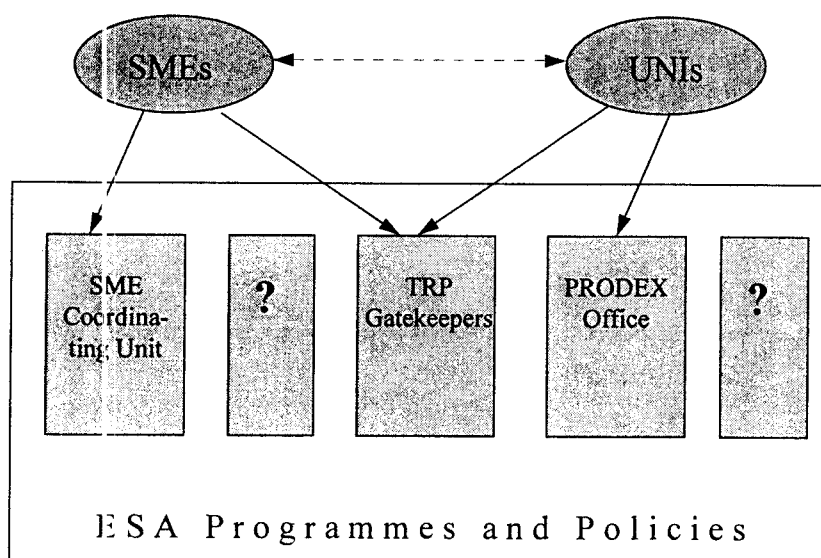 SMEs
UNIs
SME
Coordina-
ting Unit
?
TRP
Gatekeepers
PRODEX
Office
?
ESA Programmes and Policies